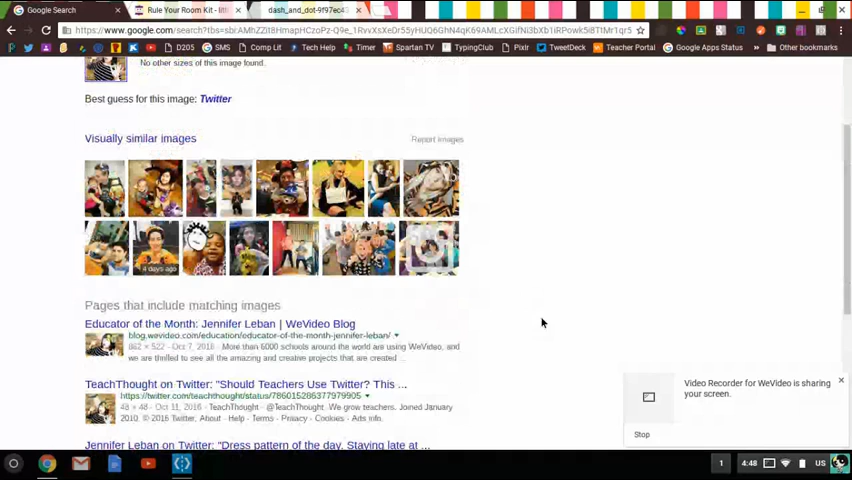 Google Search
Rule Your Room Kit - littl
dash_and_dot-9f97ec43
https://www.google.com/search?tbs=sbi:
D205
SMS
Comp Lit
Tech Help
Timer
Spartan TV
TypingClub
Pixlr
TweetDeck
Teacher Portal
Google Apps Status
»
Other bookmarks
No other sizes of this image found.
Best guess for this image: Twitter
Visually similar images
Report images
4 days ago
Pages that include matching images
Educator of the Month: Jennifer Leban | WeVideo Blog
blog.wevideo.com/education/educator-of-the-month-jennifer-leban/
× 522 - Oct 7, 2016 - More than 6000 schools around the world are using WeVideo, and
we are thrilled to see all the amazing and creative projects that are created ...
TeachThought on Twitter: "Should Teachers Use Twitter? This ...
https://twitter.com/teachthought/status/786015286377979905
48 × 48 - Oct 11, 2016 - TeachThought · @TeachThought. We grow teachers. Joined January
2010. © 2016 Twitter; About · Help · Terms · Privacy · Cookies · Ads info.
Jennifer Leban on Twitter: "Dress pattern of the day. Staying late at ...
Video Recorder for WeVideo is sharing
your screen.
Stop
1
4:48
US